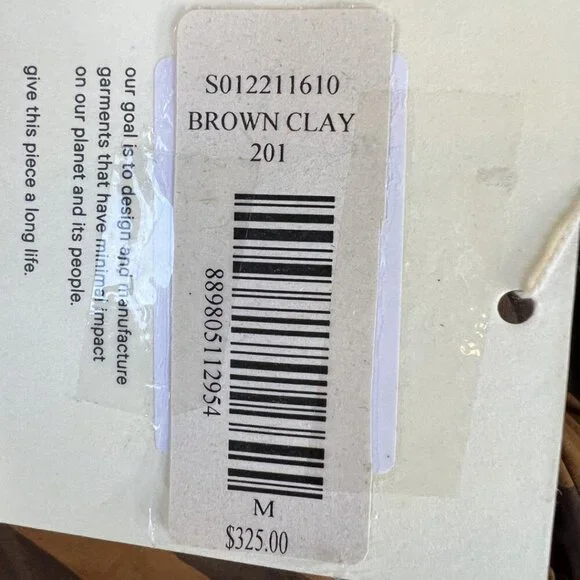 S012211610
BROWN CLAY
201
889805112954
M
$325.00
our goal is to design and manufacture
garments that have minimal impact
on our planet and its people.
give this piece a long life.